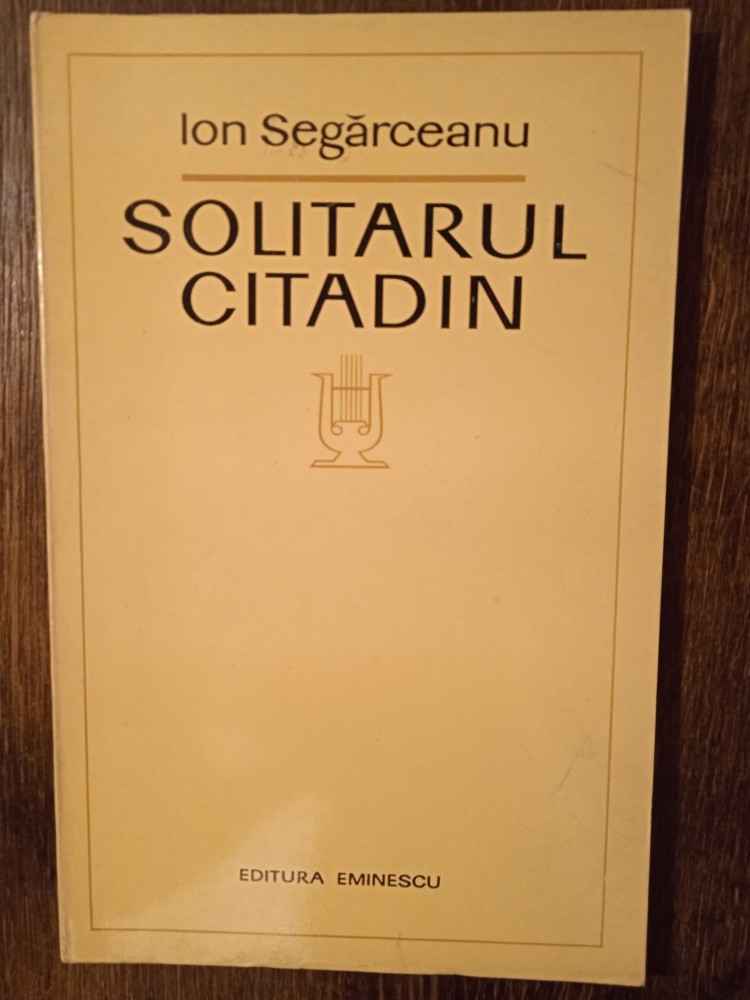 Ion Segărceanu
SOLITARUL
CITADIN
EDITURA EMINESCU